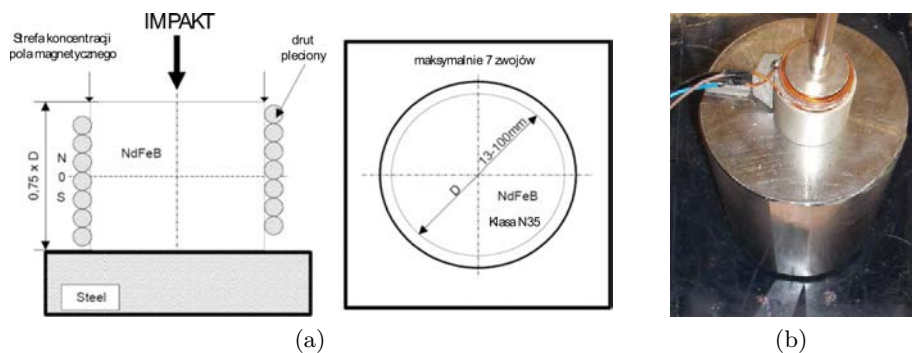 IMPAKT
Strefa koncentracji
pola magnetycznego
drut
pleciony
0,75 x D
N
0
S
NdFeB
Steel
maksymalnie 7 zwojów
13-100mm
D
NdFeB
Klasa N35
(a)
(b)